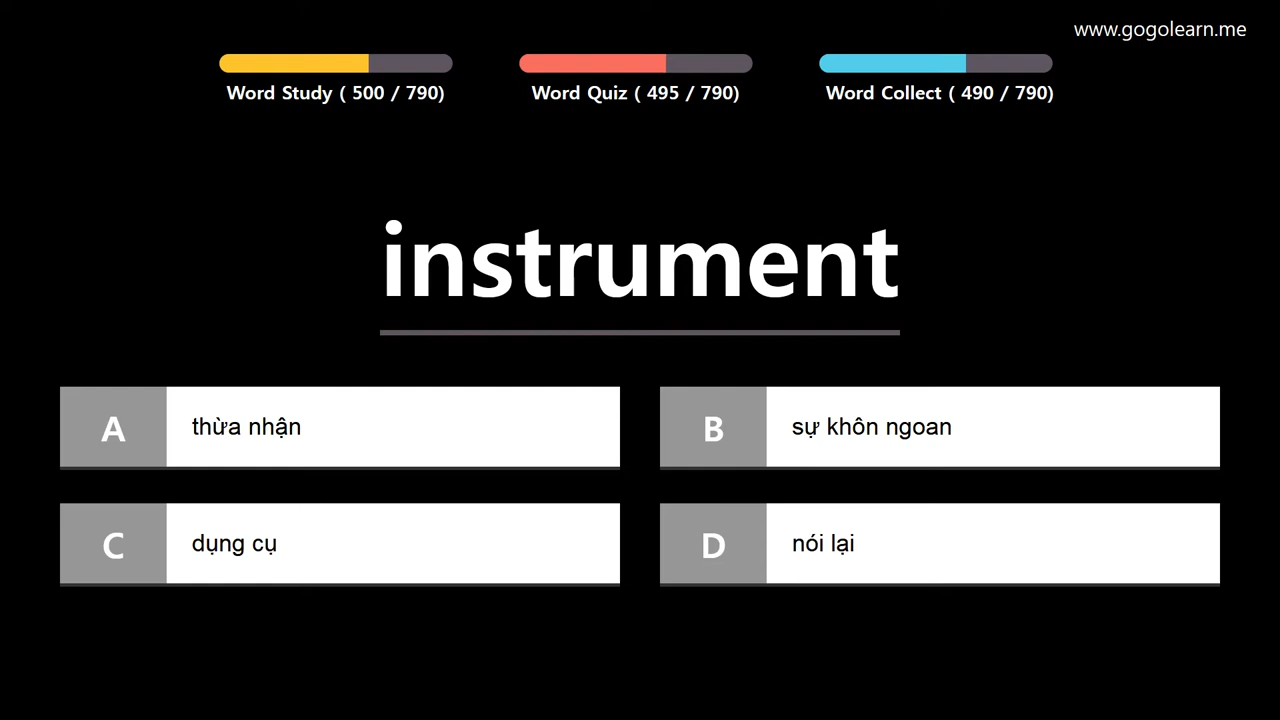 www.gogolearn.me
Word Study ( 500 / 790)
Word Quiz ( 495 / 790)
Word Collect ( 490 / 790)
instrument
A
thừa nhận
B
sự khôn ngoan
C
dụng cụ
D
nói lại